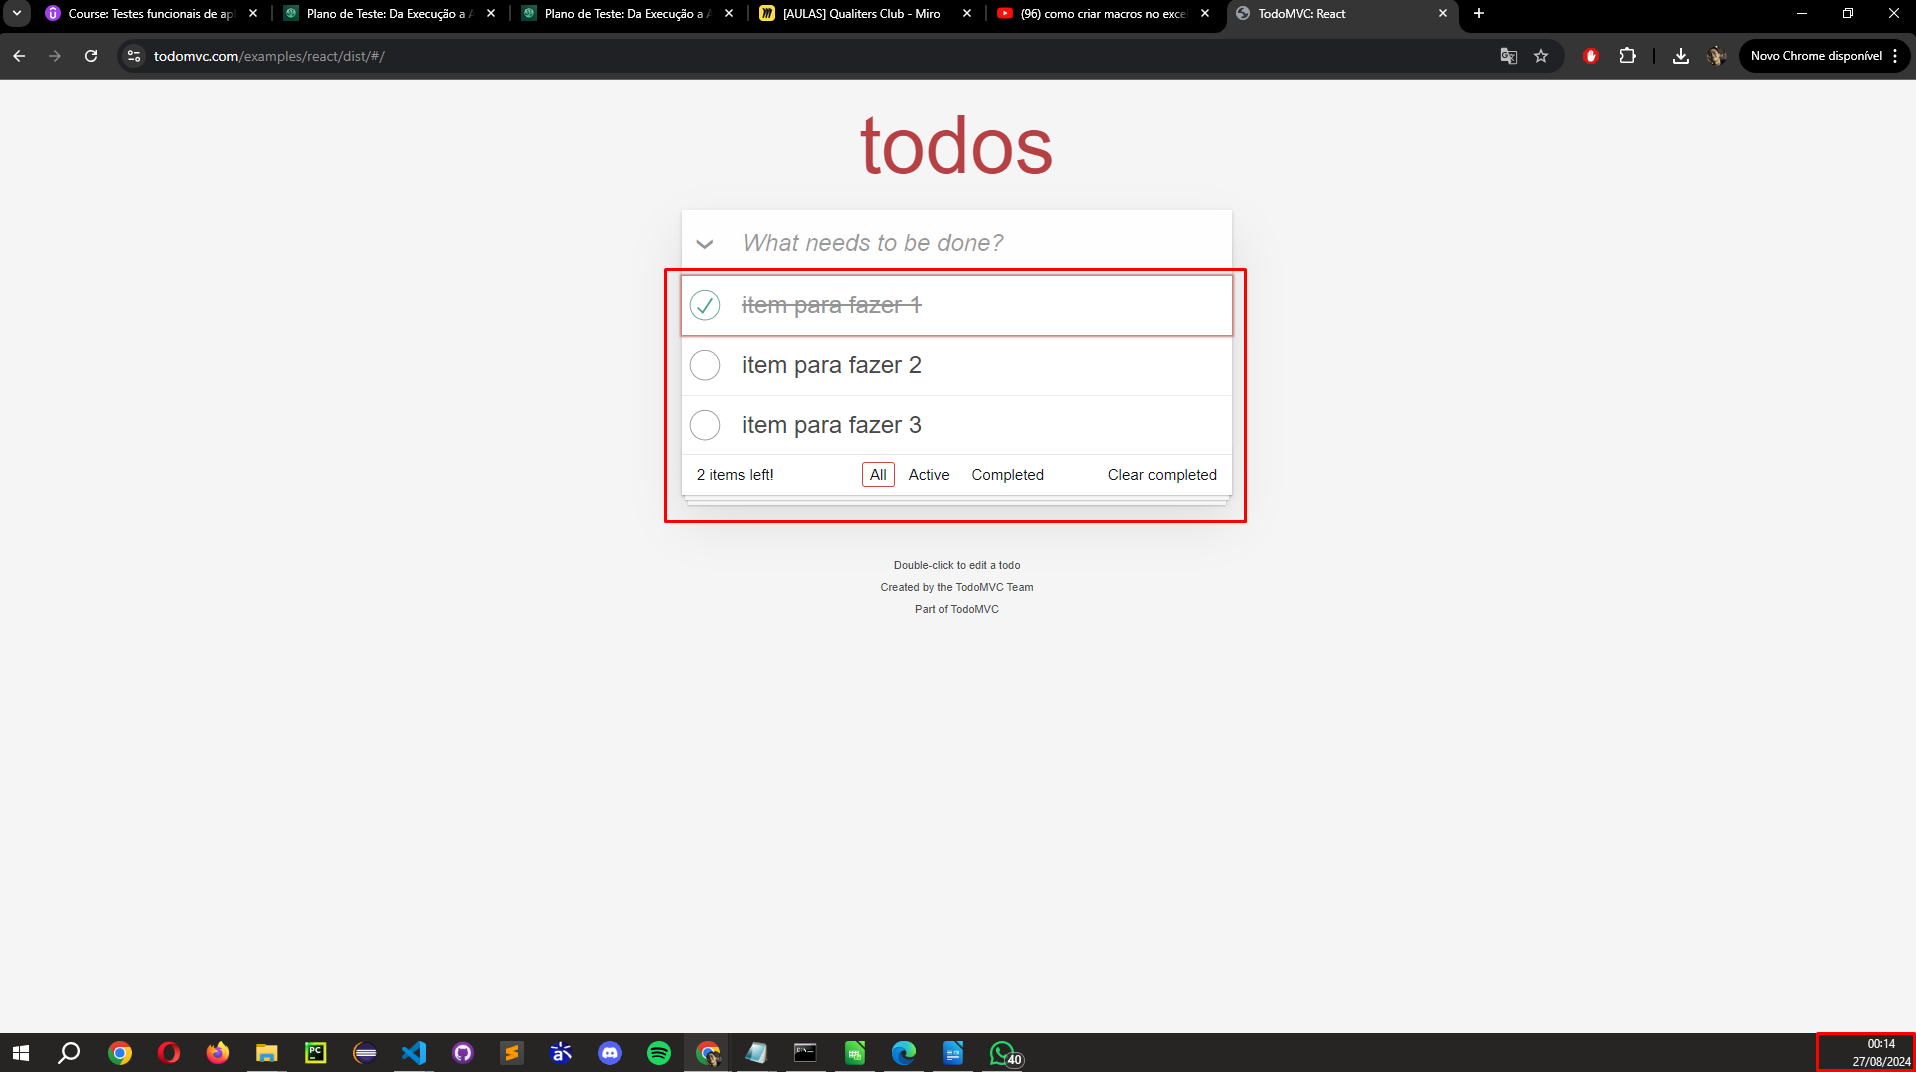 Course: Testes funcionais de apl
Plano de Teste: Da Execução a A
Plano de Teste: Da Execução a A
[AULAS] Qualiters Club - Miro
(96) como criar macros no exce
TodoMVC: React
todomvc.com/examples/react/dist/#/
Novo Chrome disponível
todos
What needs to be done?
item para fazer 1
item para fazer 2
item para fazer 3
2 items left!
All
Active
Completed
Clear completed
Double-click to edit a todo
Created by the TodoMVC Team
Part of TodoMVC
PC
40
00:14
27/08/2024